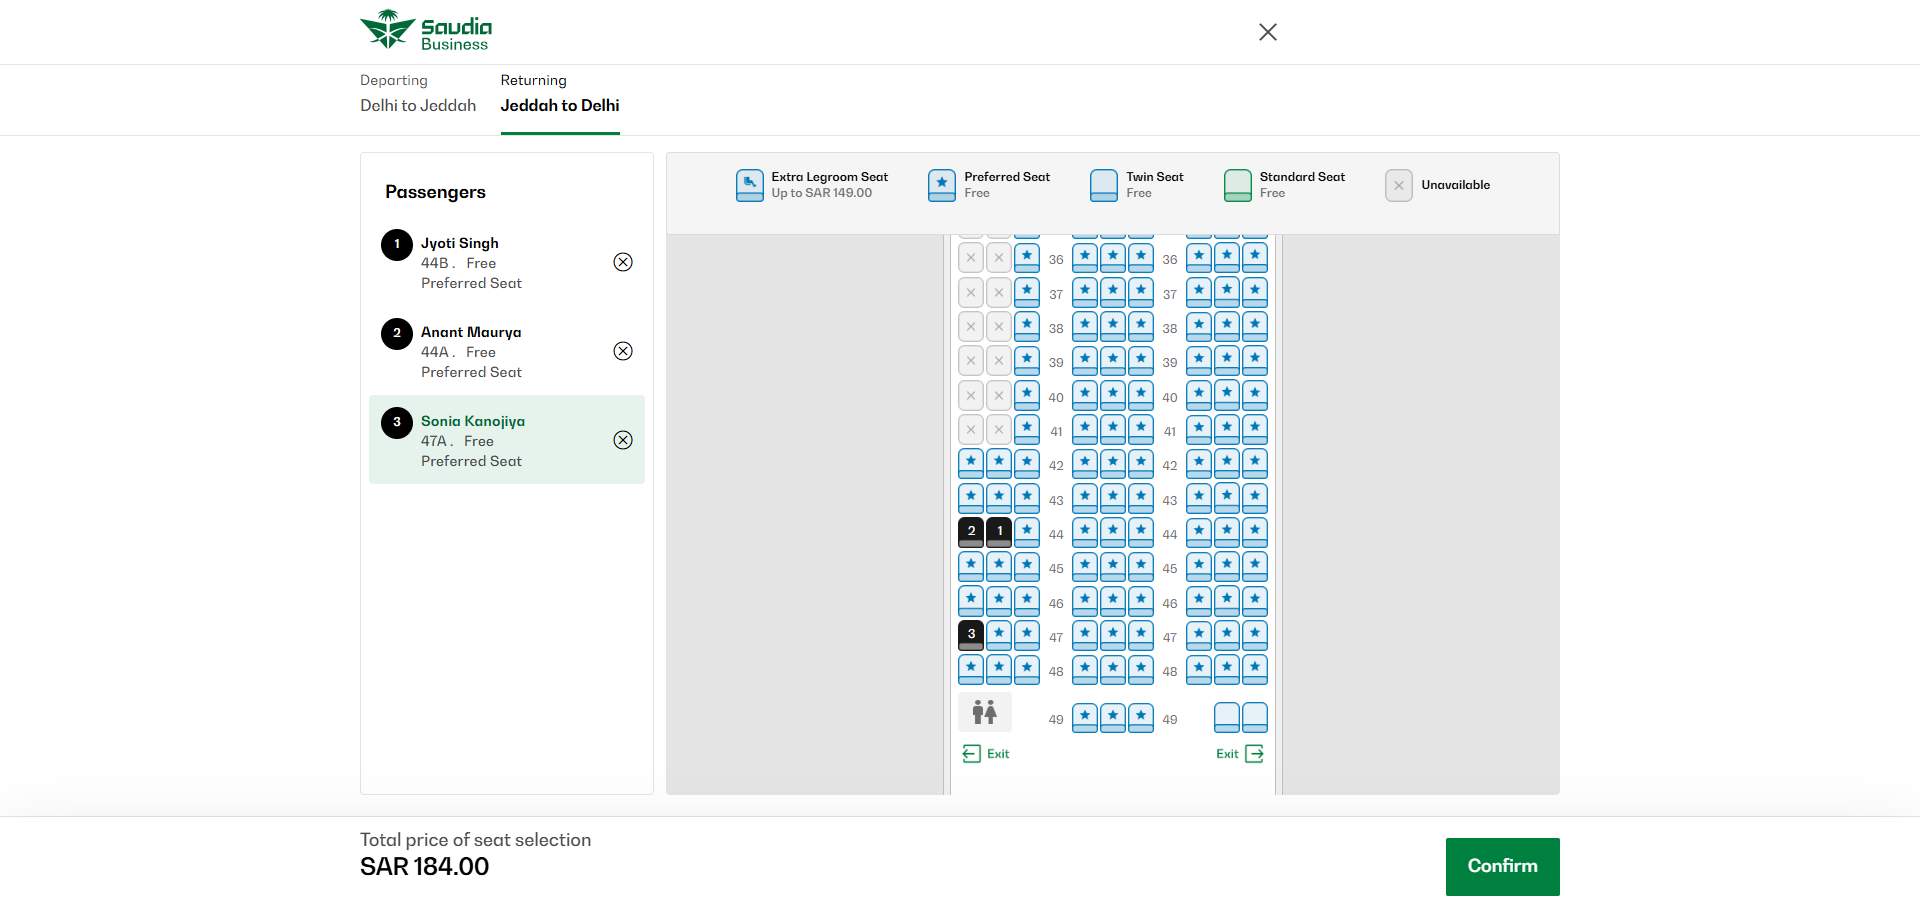 Saudia
Business
Departing
Delhi to Jeddah
Returning
Jeddah to Delhi
Passengers
1
Jyoti Singh
44B . Free
Preferred Seat
2
Anant Maurya
44A . Free
Preferred Seat
3
Sonia Kanojiya
47A . Free
Preferred Seat
Extra Legroom Seat
Up to SAR 149.00
Preferred Seat
Free
Twin Seat
Free
Standard Seat
Free
Unavailable
36 36
37 37
38 38
39 39
40 40
41 41
42 42
43 43
2 1 44 44
45 45
46 46
3 47 47
48 48
49 49
Exit Exit
Total price of seat selection
SAR 184.00
Confirm